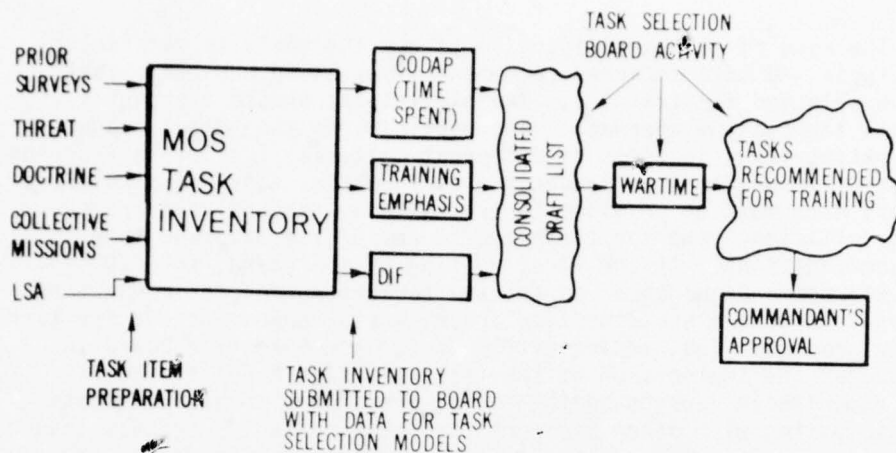 PRIOR
SURVEYS
THREAT
DOCTRINE
COLLECTIVE
MISSIONS
LSA
TASK ITEM
PREPARATION
MOS
TASK
INVENTORY
TASK INVENTORY
SUBMITTED TO BOARD
WITH DATA FOR TASK
SELECTION MODELS
CODAP
(TIME
SPENT)
TRAINING
EMPHASIS
DIF
CONSOLIDATED
DRAFT LIST
TASK SELECTION
BOARD ACTIVITY
WARTIME
TASKS
RECOMMENDED
FOR TRAINING
COMMANDANT'S
APPROVAL